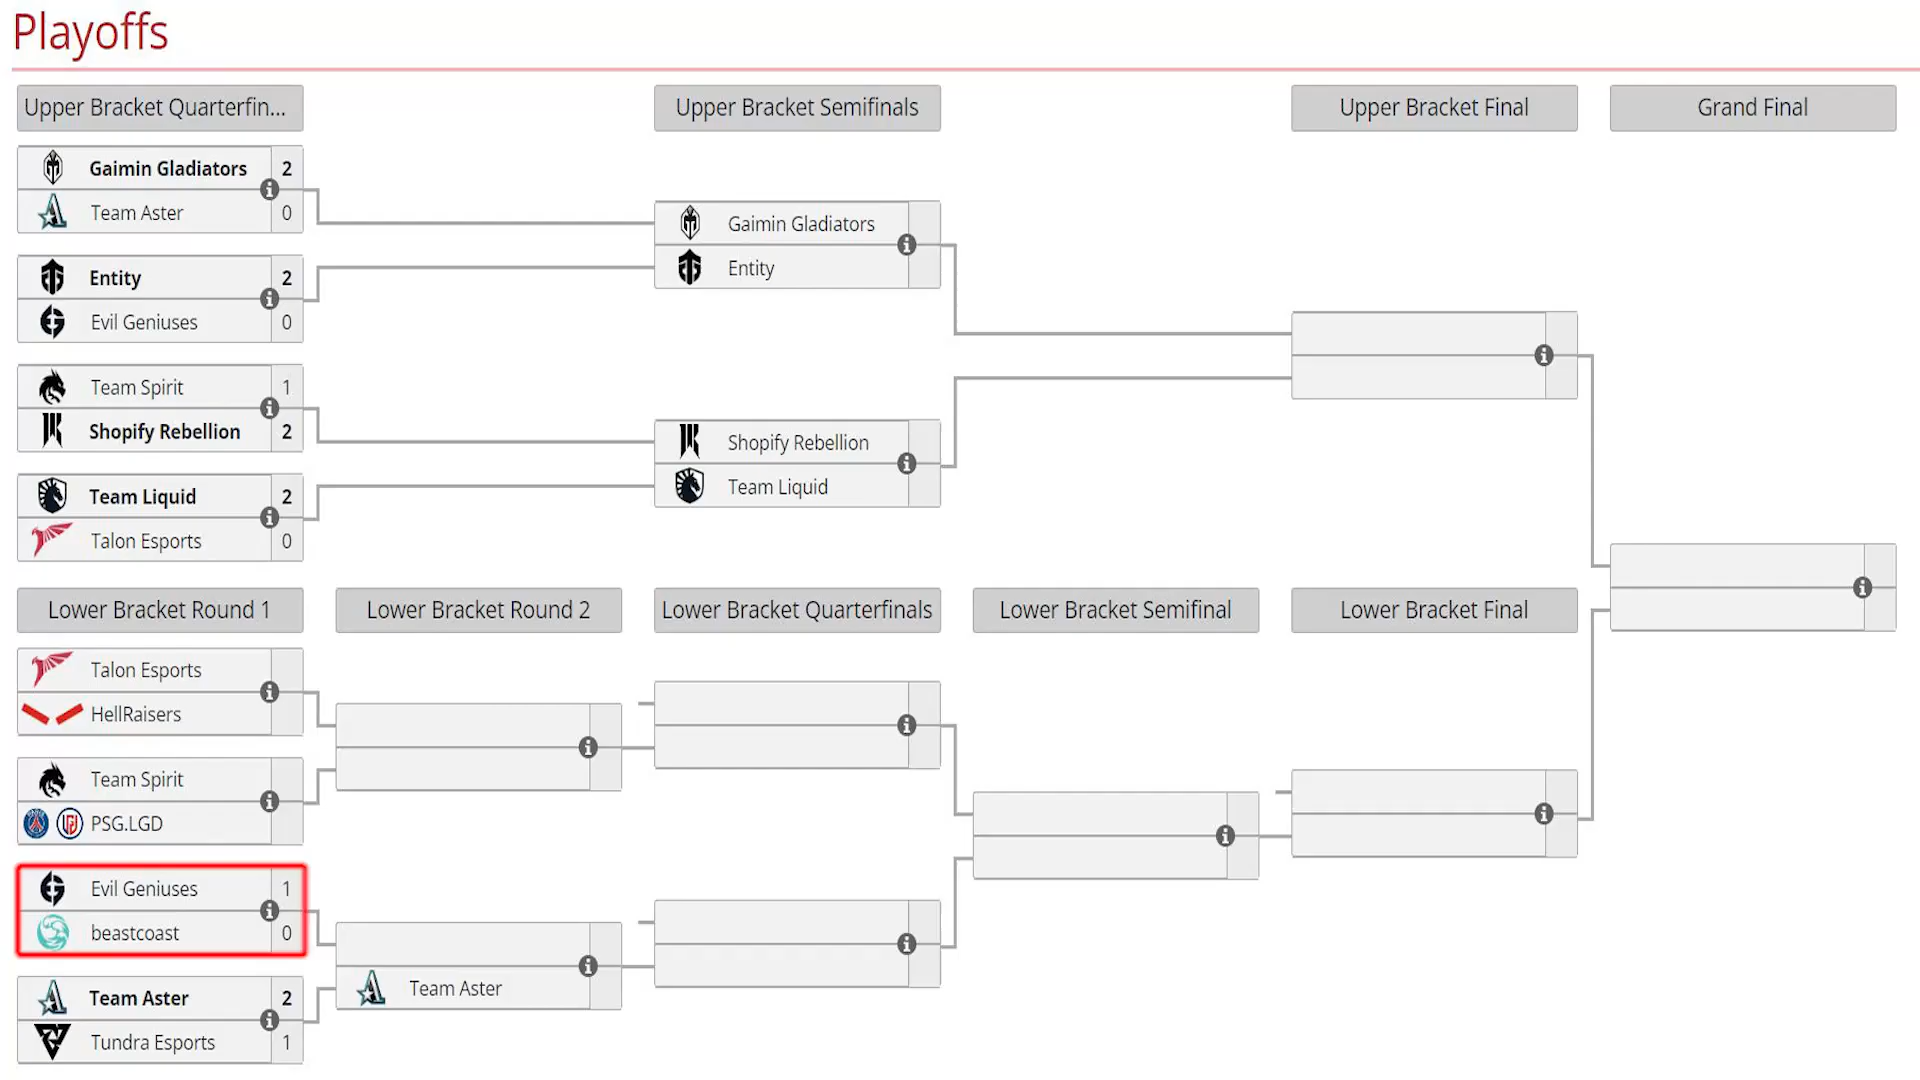 Playoffs
Upper Bracket Quarterfin...
Upper Bracket Semifinals
Upper Bracket Final
Grand Final
Gaimin Gladiators 2
Team Aster 0
Entity 2
Evil Geniuses 0
Team Spirit 1
Shopify Rebellion 2
Team Liquid 2
Talon Esports 0
Gaimin Gladiators
Entity
Shopify Rebellion
Team Liquid
Lower Bracket Round 1
Lower Bracket Round 2
Lower Bracket Quarterfinals
Lower Bracket Semifinal
Lower Bracket Final
Talon Esports
HellRaisers
Team Spirit
PSG.LGD
Evil Geniuses 1
beastcoast 0
Team Aster 2
Tundra Esports 1
Team Aster